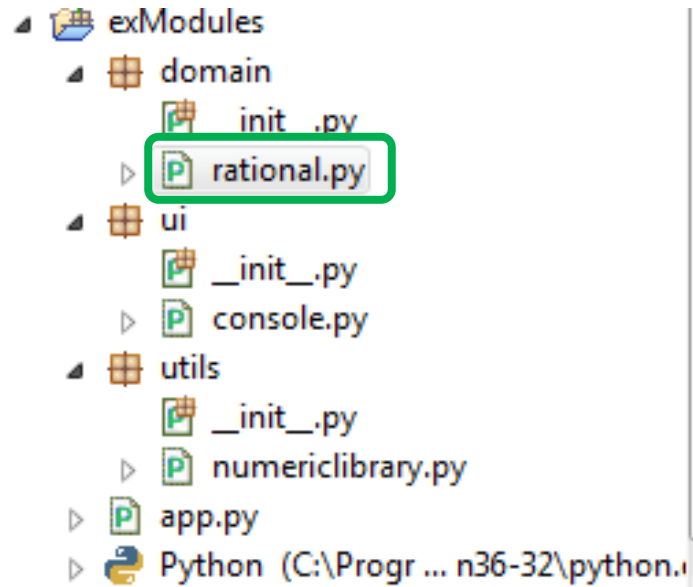 exModules
domain
__init__.py
rational.py
ui
__init__.py
console.py
utils
__init__.py
numericlibrary.py
app.py
Python (C:\Progr ... n36-32\python.